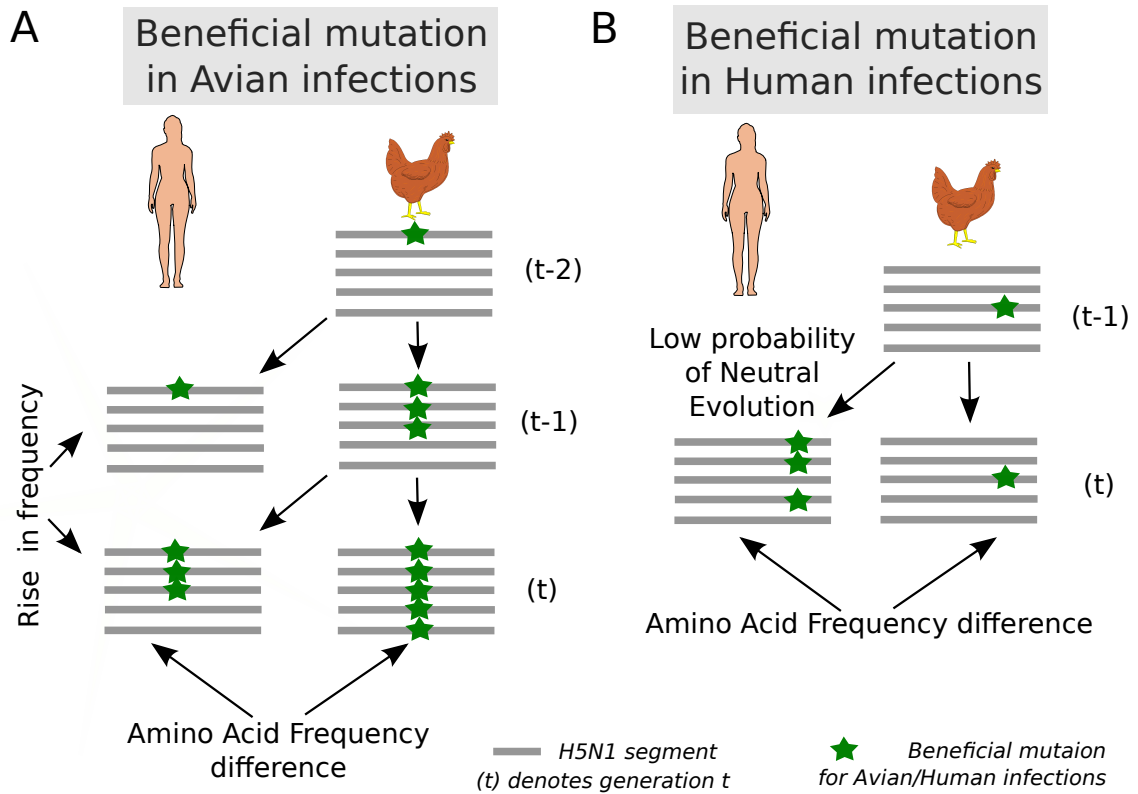 A
Beneficial mutation
in Avian infections
(t-2)
(t-1)
(t)
Rise in frequency
Amino Acid Frequency
difference
B
Beneficial mutation
in Human infections
(t-1)
Low probability
of Neutral
Evolution
(t)
Amino Acid Frequency difference
H5N1 segment
(t) denotes generation t
Beneficial mutaion
for Avian/Human infections